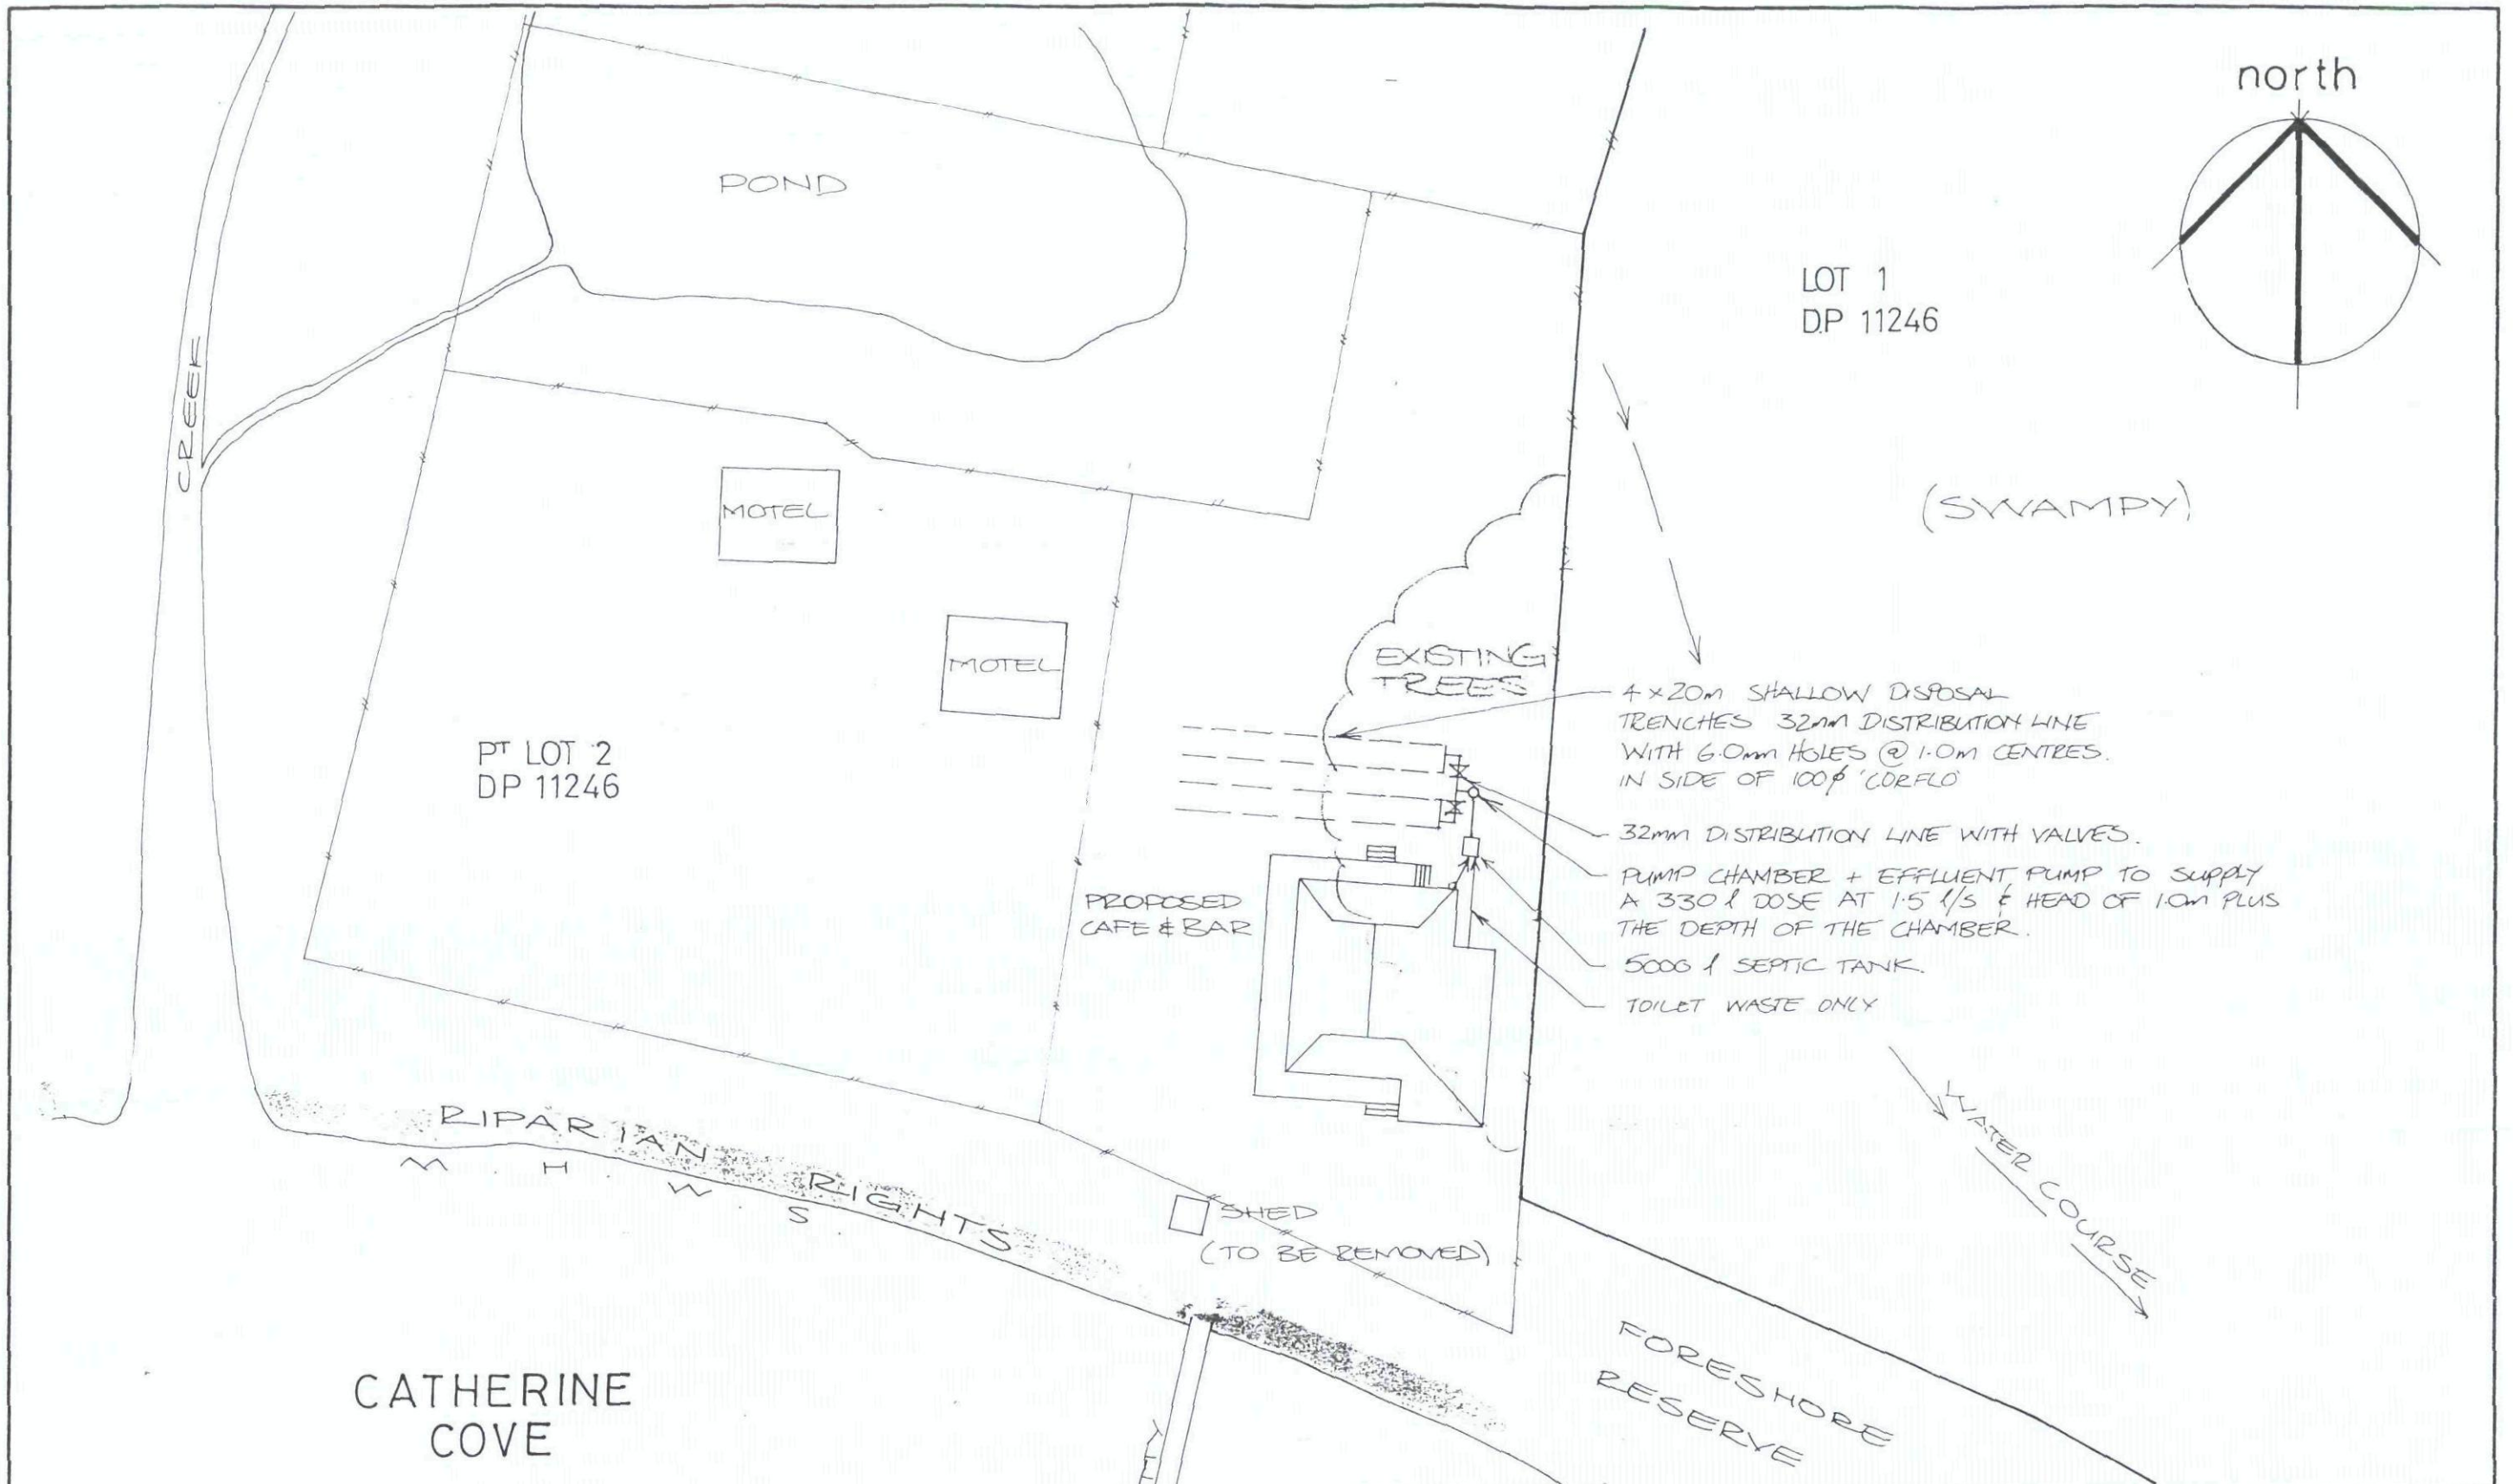 north
POND
LOT 1
D.P 11246
CREEK
(SWAMPY)
MOTEL
MOTEL
EXISTING
TREES
4 x 20m SHALLOW DISPOSAL
TRENCHES 32mm DISTRIBUTION LINE
WITH 6.0mm HOLES @ 1.0m CENTRES.
IN SIDE OF 100ϕ 'CORFLO'
PT LOT 2
DP 11246
32mm DISTRIBUTION LINE WITH VALVES.
PUMP CHAMBER + EFFLUENT PUMP TO SUPPLY
A 330 l DOSE AT 1.5 l/s & HEAD OF 1.0m PLUS
THE DEPTH OF THE CHAMBER.
PROPOSED
CAFE & BAR
5000 l SEPTIC TANK.
TOILET WASTE ONLY
RIPARIAN RIGHTS
M H W S
WATER COURSE
SHED
(TO BE REMOVED)
FORESHORE
RESERVE
CATHERINE
COVE